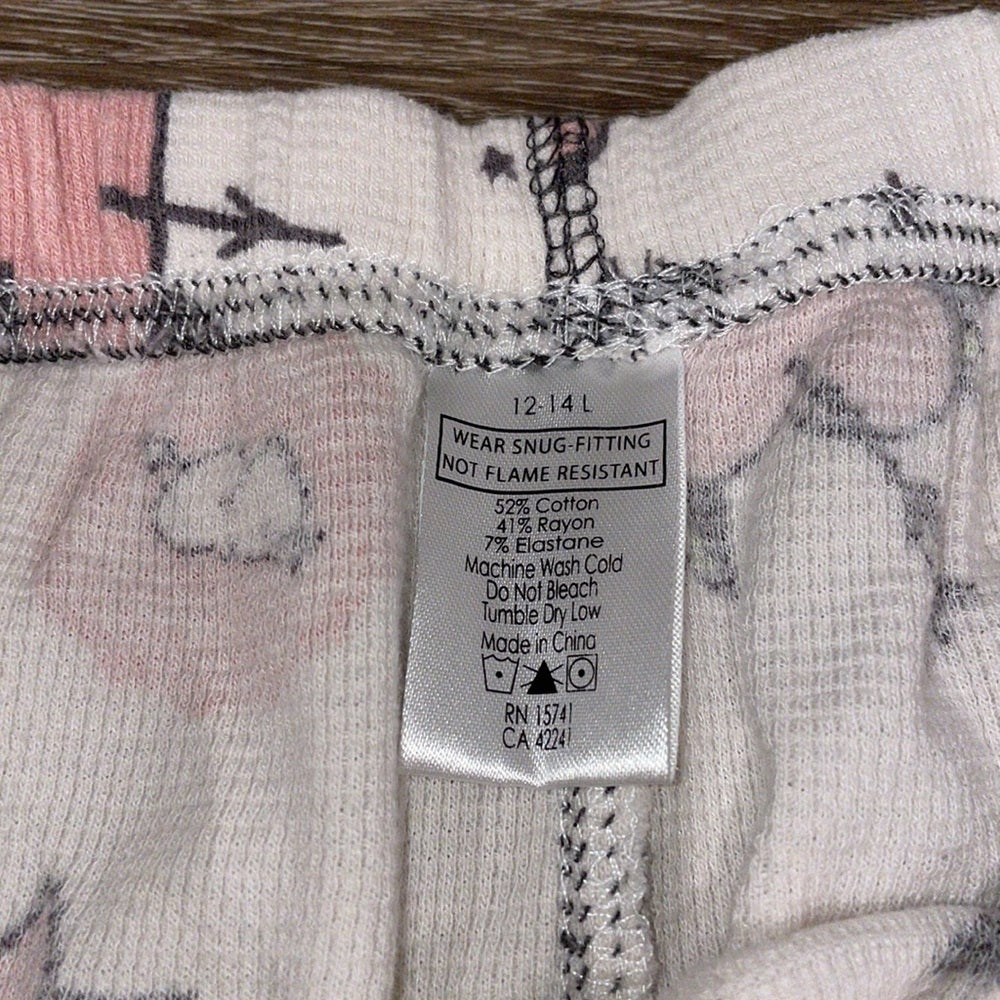 12-14 L
WEAR SNUG-FITTING
NOT FLAME RESISTANT
52% Cotton
41% Rayon
7% Elastane
Machine Wash Cold
Do Not Bleach
Tumble Dry Low
Made in China
RN 15741
CA 42241